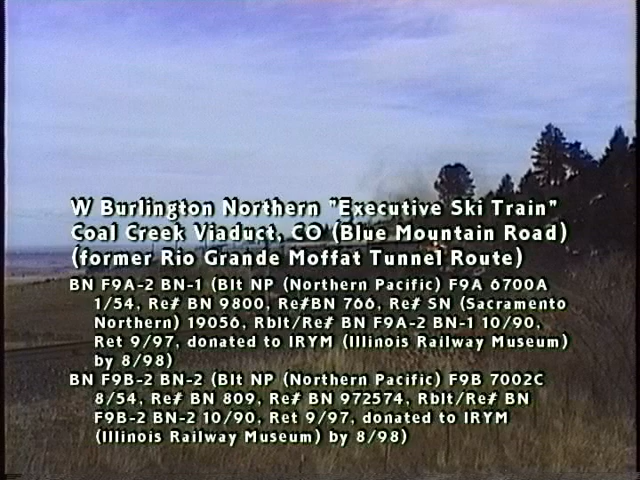 W Burlington Northern "Executive Ski Train"
Coal Creek Viaduct, CO (Blue Mountain Road)
(former Rio Grande Moffat Tunnel Route)
BN F9A-2 BN-1 (Blt NP (Northern Pacific) F9A 6700A
1/54, Re# BN 9800, Re#BN 766, Re# SN (Sacramento
Northern) 19056, Rblt/Re# BN F9A-2 BN-1 10/90,
Ret 9/97, donated to IRYM (Illinois Railway Museum)
by 8/98)
BN F9B-2 BN-2 (Blt NP (Northern Pacific) F9B 7002C
8/54, Re# BN 809, Re# BN 972574, Rblt/Re# BN
F9B-2 BN-2 10/90, Ret 9/97, donated to IRYM
(Illinois Railway Museum) by 8/98)